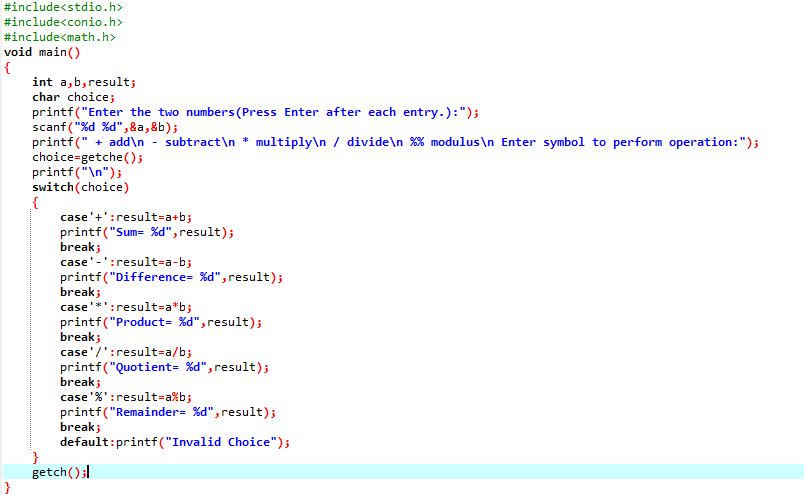 #include<stdio.h>
#include<conio.h>
#include<math.h>
void main()
{
    int a,b,result;
    char choice;
    printf("Enter the two numbers(Press Enter after each entry.):");
    scanf("%d %d",&a,&b);
    printf(" + add\n - subtract\n * multiply\n / divide\n %% modulus\n Enter symbol to perform operation:");
    choice=getche();
    printf("\n");
    switch(choice)
    {
        case'+':result=a+b;
        printf("Sum= %d",result);
        break;
        case'-':result=a-b;
        printf("Difference= %d",result);
        break;
        case'*':result=a*b;
        printf("Product= %d",result);
        break;
        case'/':result=a/b;
        printf("Quotient= %d",result);
        break;
        case'%':result=a%b;
        printf("Remainder= %d",result);
        break;
        default:printf("Invalid Choice");
    }
    getch();
}